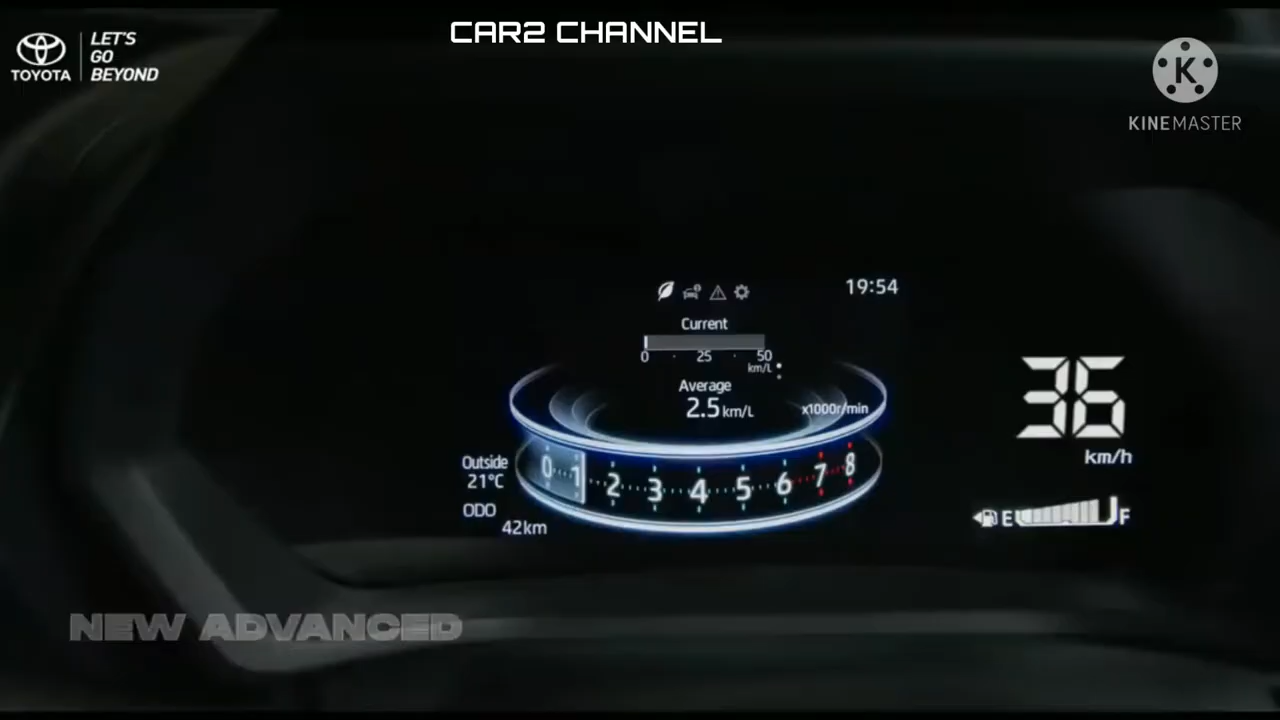 CAR2 CHANNEL
TOYOTA
LET'S
GO
BEYOND
K
KINEMASTER
19:54
Current
0 25 50
km/L
Average
2.5 km/L
x1000r/min
36
km/h
Outside
21°C
0 1 2 3 4 5 6 7 8
ODO
42km
E F
NEW ADVANCED